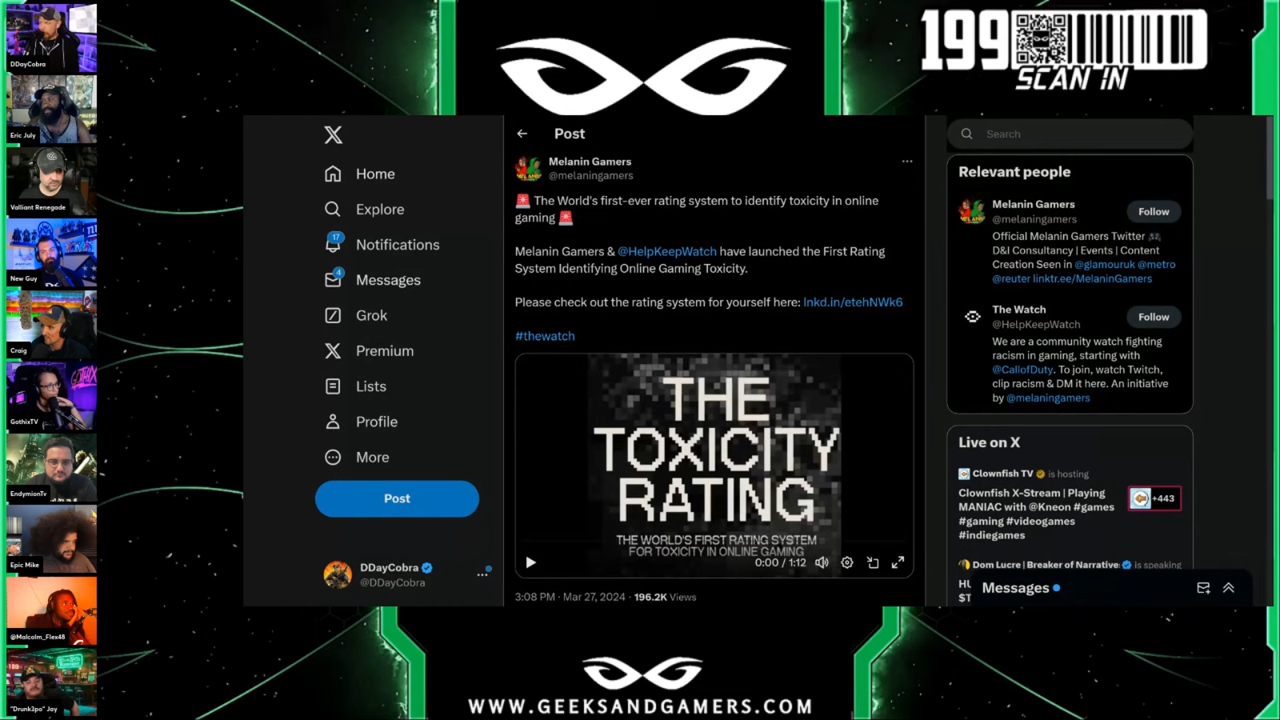 DDayCobra
Eric July
Valliant Renegade
New Guy
Craig
GothixTV
EndymionTv
Epic Mike
@Malcolm_Flex48
"Drunk3po" Jay
199
SCAN IN
Home
Explore
17
Notifications
4
Messages
Grok
Premium
Lists
Profile
More
Post
DDayCobra
@DDayCobra
Post
Melanin Gamers
@melaningamers
🚨 The World's first-ever rating system to identify toxicity in online
gaming 🚨
Melanin Gamers & @HelpKeepWatch have launched the First Rating
System Identifying Online Gaming Toxicity.
Please check out the rating system for yourself here: lnkd.in/etehNWk6
#thewatch
THE
TOXICITY
RATING
THE WORLD'S FIRST RATING SYSTEM
FOR TOXICITY IN ONLINE GAMING
0:00 / 1:12
3:08 PM · Mar 27, 2024 · 196.2K Views
Search
Relevant people
Melanin Gamers
@melaningamers
Follow
Official Melanin Gamers Twitter 🎮
D&I Consultancy | Events | Content
Creation Seen in @glamouruk @metro
@reuter linktr.ee/MelaninGamers
The Watch
@HelpKeepWatch
Follow
We are a community watch fighting
racism in gaming, starting with
@CallofDuty. To join, watch Twitch,
clip racism & DM it here. An initiative
by @melaningamers
Live on X
Clownfish TV is hosting
Clownfish X-Stream | Playing
MANIAC with @Kneon #games
#gaming #videogames
#indiegames
+443
Dom Lucre | Breaker of Narratives is speaking
Messages
WWW.GEEKSANDGAMERS.COM